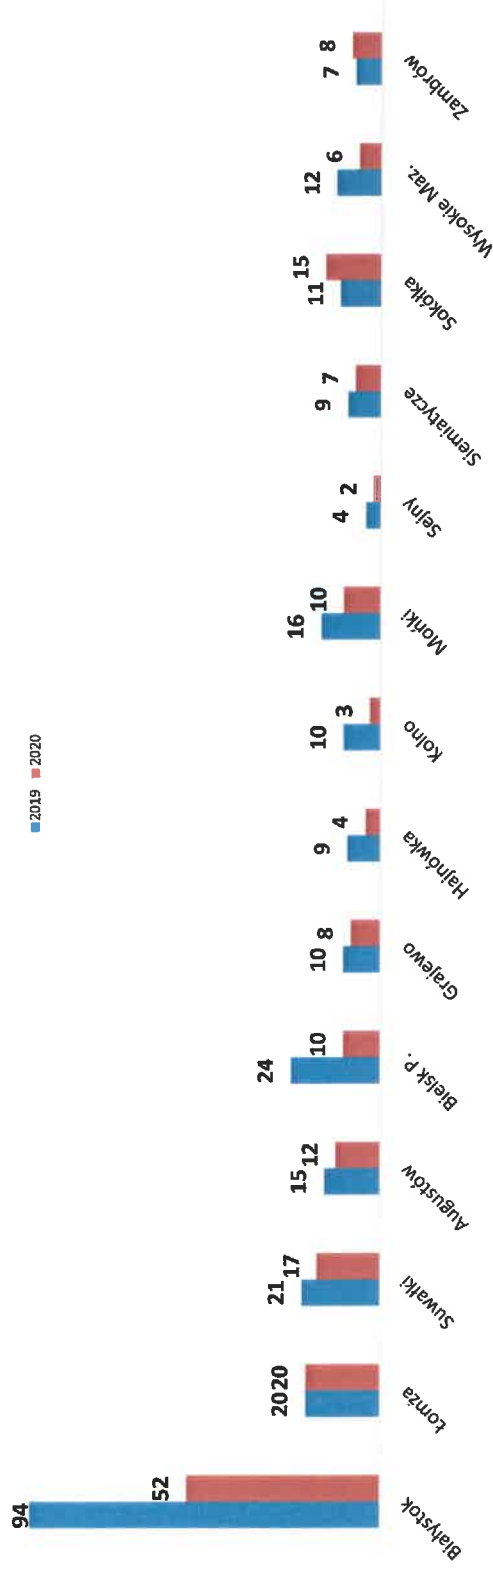 2019 2020
94 52
20 20
21 17
15 12
24 10
10 8
9 4
10 3
16 10
4 2
9 7
11 15
12 6
7 8
Białystok
Łomża
Suwałki
Augustów
Bielsk P.
Grajewo
Hajnówka
Kolno
Mońki
Sejny
Siemiatycze
Sokółka
Wysokie Maz.
Zambrów